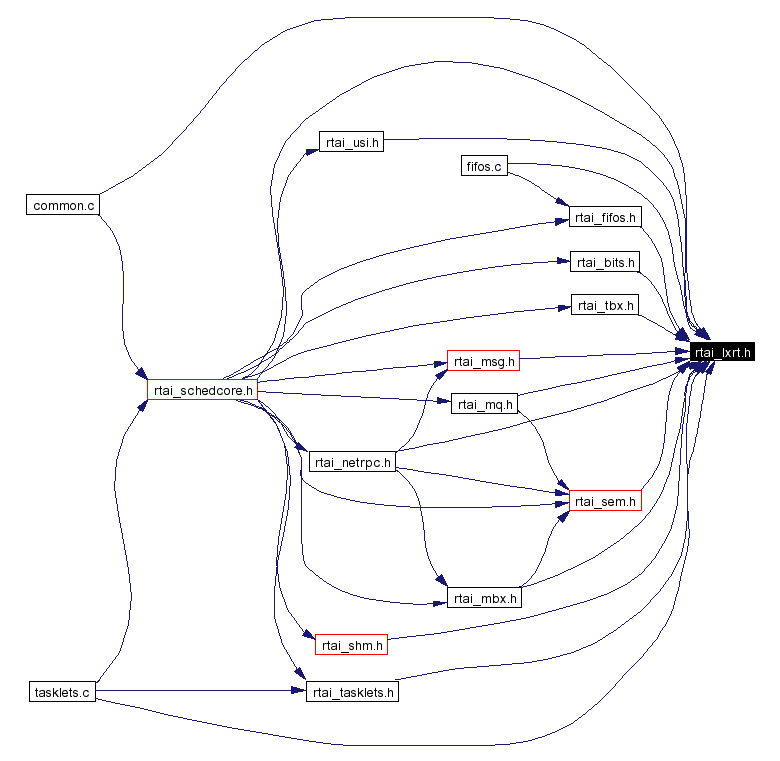 rtai_usi.h
fifos.c
common.c
rtai_fifos.h
rtai_bits.h
rtai_tbx.h
rtai_lxrt.h
rtai_msg.h
rtai_schedcore.h
rtai_mq.h
rtai_netrpc.h
rtai_sem.h
rtai_mbx.h
rtai_shm.h
tasklets.c
rtai_tasklets.h